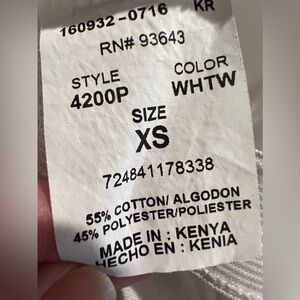 160932-0716 KR
RN# 93643
STYLE COLOR
4200P WHTW
SIZE
XS
724841178338
55% COTTON/ ALGODON
45% POLYESTER/POLIESTER
MADE IN : KENYA
HECHO EN : KENIA